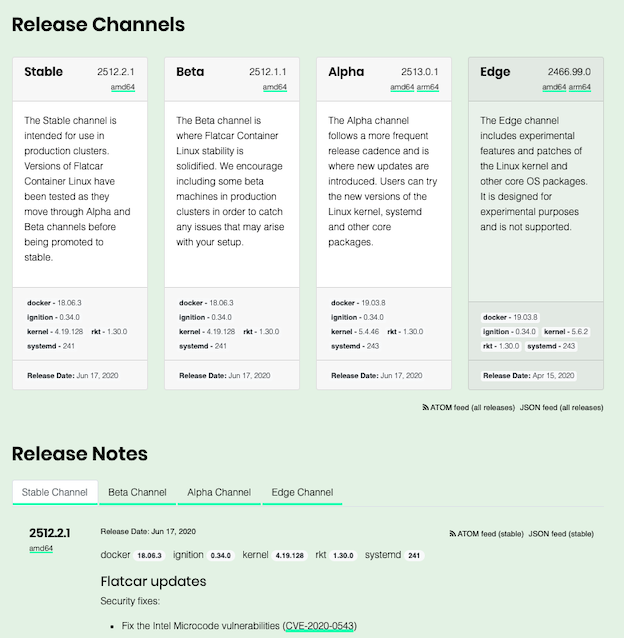 Release Channels
Stable 2512.2.1
amd64
The Stable channel is
intended for use in
production clusters.
Versions of Flatcar
Container Linux have
been tested as they
move through Alpha and
Beta channels before
being promoted to
stable.
docker - 18.06.3
ignition - 0.34.0
kernel - 4.19.128 rkt - 1.30.0
systemd - 241
Release Date: Jun 17, 2020
Beta 2512.1.1
amd64
The Beta channel is
where Flatcar Container
Linux stability is
solidified. We encourage
including some beta
machines in production
clusters in order to catch
any issues that may arise
with your setup.
docker - 18.06.3
ignition - 0.34.0
kernel - 4.19.128 rkt - 1.30.0
systemd - 241
Release Date: Jun 17, 2020
Alpha 2513.0.1
amd64 arm64
The Alpha channel
follows a more frequent
release cadence and is
where new updates are
introduced. Users can try
the new versions of the
Linux kernel, systemd
and other core
packages.
docker - 19.03.8
ignition - 0.34.0
kernel - 5.4.46 rkt - 1.30.0
systemd - 243
Release Date: Jun 17, 2020
Edge 2466.99.0
amd64 arm64
The Edge channel
includes experimental
features and patches of
the Linux kernel and
other core OS packages.
It is designed for
experimental purposes
and is not supported.
docker - 19.03.8
ignition - 0.34.0 kernel - 5.6.2
rkt - 1.30.0 systemd - 243
Release Date: Apr 15, 2020
ATOM feed (all releases) JSON feed (all releases)
Release Notes
Stable Channel Beta Channel Alpha Channel Edge Channel
2512.2.1
amd64
Release Date: Jun 17, 2020
ATOM feed (stable) JSON feed (stable)
docker 18.06.3 ignition 0.34.0 kernel 4.19.128 rkt 1.30.0 systemd 241
Flatcar updates
Security fixes:
• Fix the Intel Microcode vulnerabilities (CVE-2020-0543)